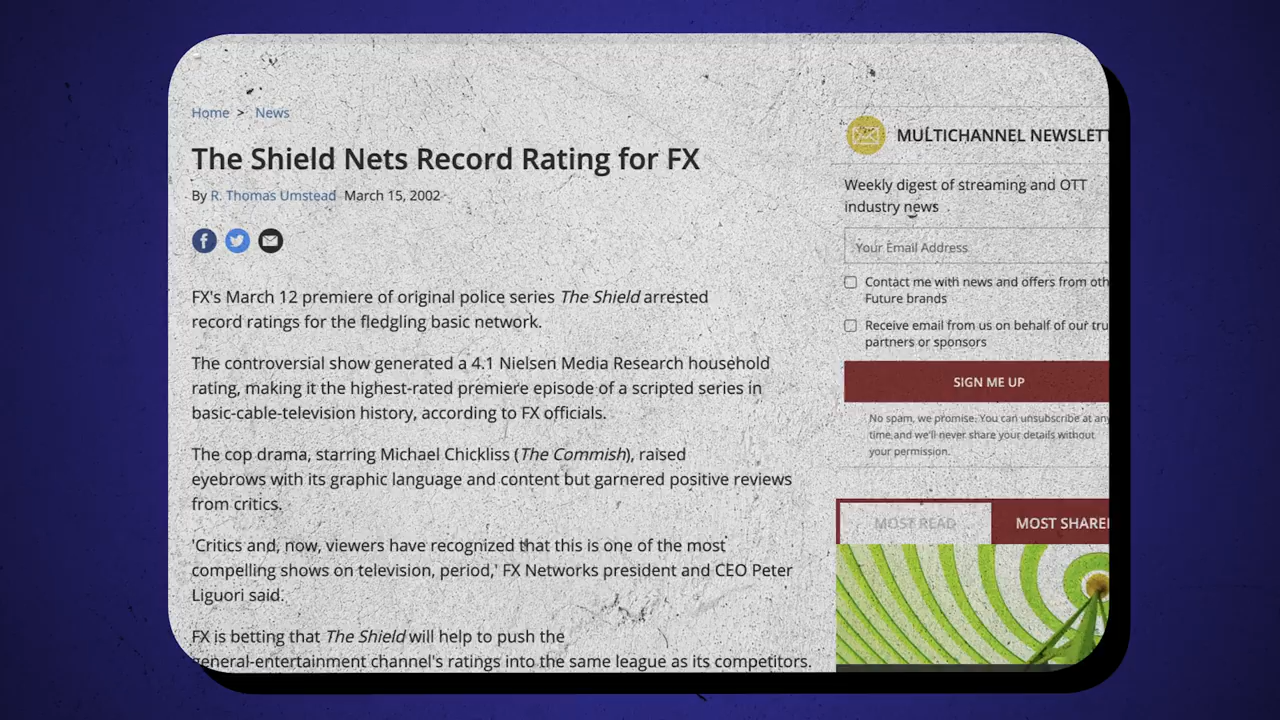 Home > News
The Shield Nets Record Rating for FX
By R. Thomas Umstead March 15, 2002
FX's March 12 premiere of original police series The Shield arrested
record ratings for the fledgling basic network.
The controversial show generated a 4.1 Nielsen Media Research household
rating, making it the highest-rated premiere episode of a scripted series in
basic-cable-television history, according to FX officials.
The cop drama, starring Michael Chickliss (The Commish), raised
eyebrows with its graphic language and content but garnered positive reviews
from critics.
'Critics and, now, viewers have recognized that this is one of the most
compelling shows on television, period,' FX Networks president and CEO Peter
Liguori said.
FX is betting that The Shield will help to push the
general-entertainment channel's ratings into the same league as its competitors.
MULTICHANNEL NEWSLETT
Weekly digest of streaming and OTT
industry news
Your Email Address
Contact me with news and offers from oth
Future brands
Receive email from us on behalf of our tru
partners or sponsors
SIGN ME UP
No spam, we promise. You can unsubscribe at any
time and we'll never share your details without
your permission.
MOST READ MOST SHARE